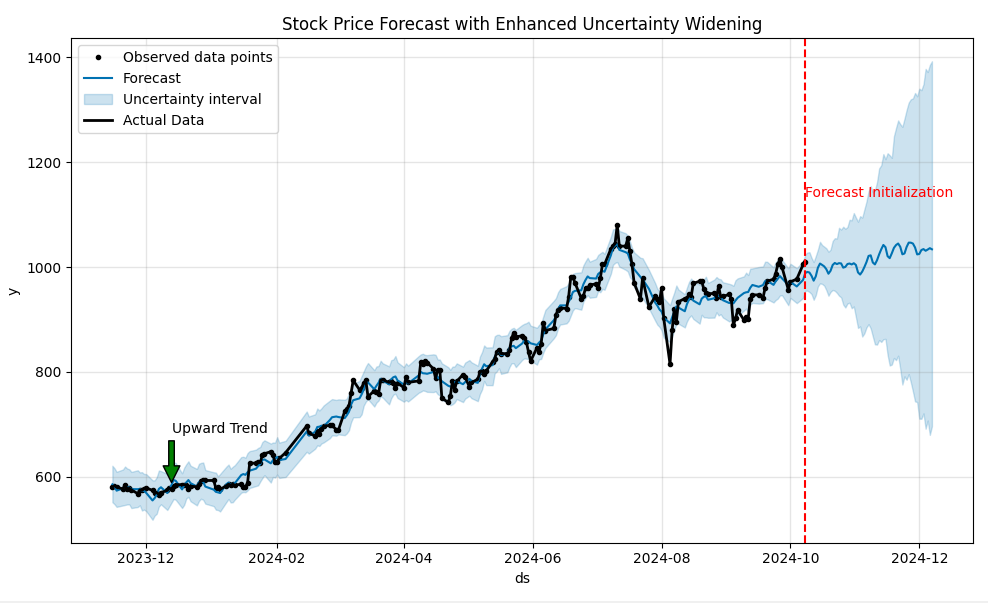 Stock Price Forecast with Enhanced Uncertainty Widening
1400
1200
1000
800
600
y
Observed data points
Forecast
Uncertainty interval
Actual Data
Forecast Initialization
Upward Trend
2023-12
2024-02
2024-04
2024-06
2024-08
2024-10
2024-12
ds